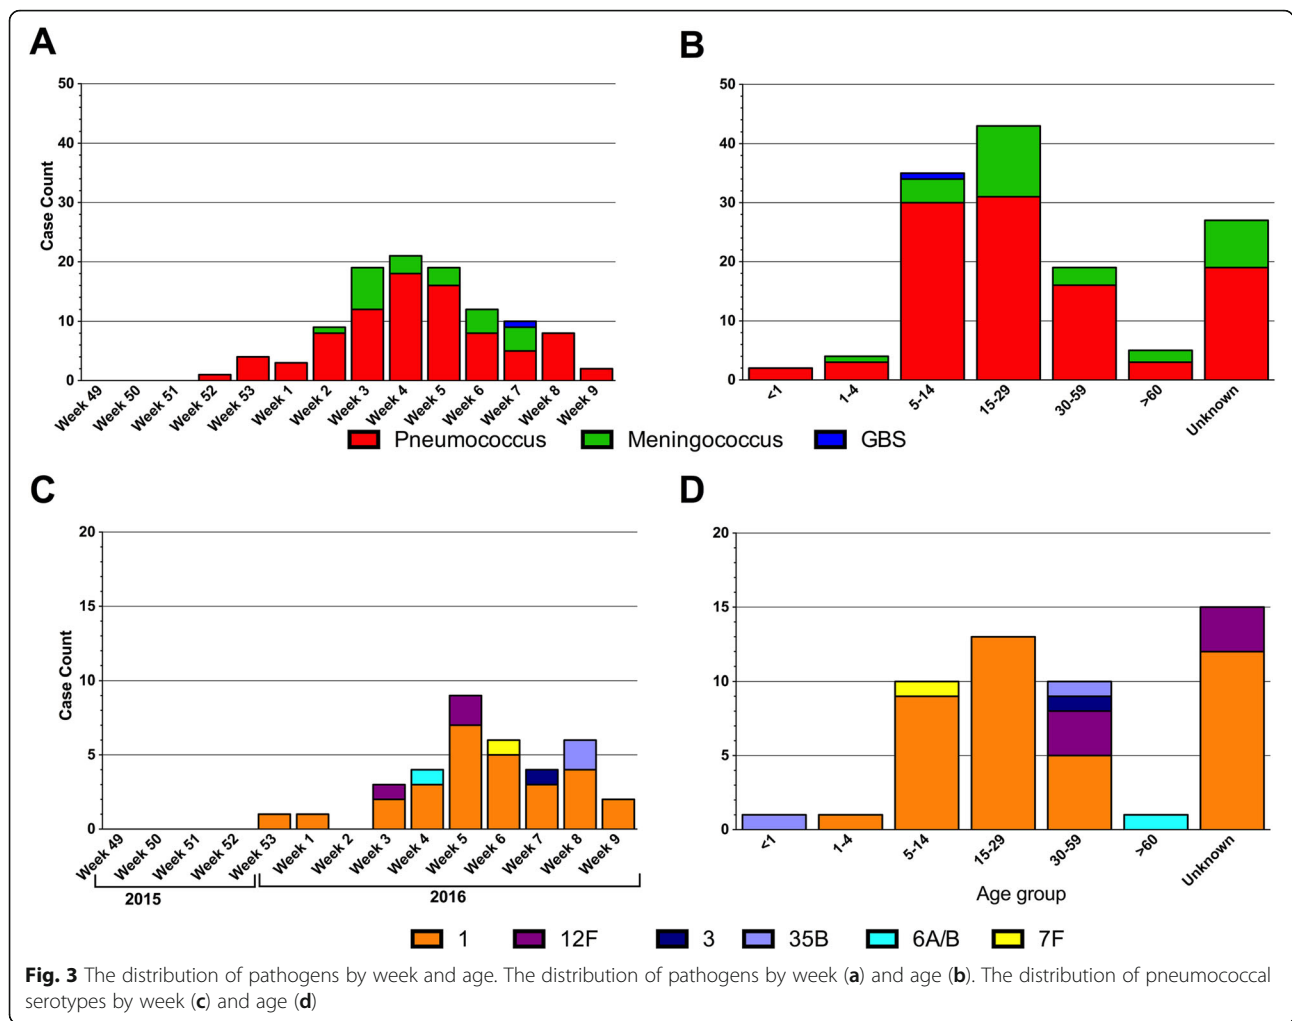 A
B
50
40
30
20
10
0
Case Count
Week 49
Week 50
Week 51
Week 52
Week 53
Week 1
Week 2
Week 3
Week 4
Week 5
Week 6
Week 7
Week 8
Week 9
50
40
30
20
10
0
<1
1-4
5-14
15-29
30-59
>60
Unknown
Pneumococcus Meningococcus GBS
C
D
20
15
10
5
0
Case Count
Week 49
Week 50
Week 51
Week 52
Week 53
Week 1
Week 2
Week 3
Week 4
Week 5
Week 6
Week 7
Week 8
Week 9
2015
2016
20
15
10
5
0
<1
1-4
5-14
15-29
30-59
>60
Unknown
Age group
1 12F 3 35B 6A/B 7F
Fig. 3 The distribution of pathogens by week and age. The distribution of pathogens by week (a) and age (b). The distribution of pneumococcal
serotypes by week (c) and age (d)